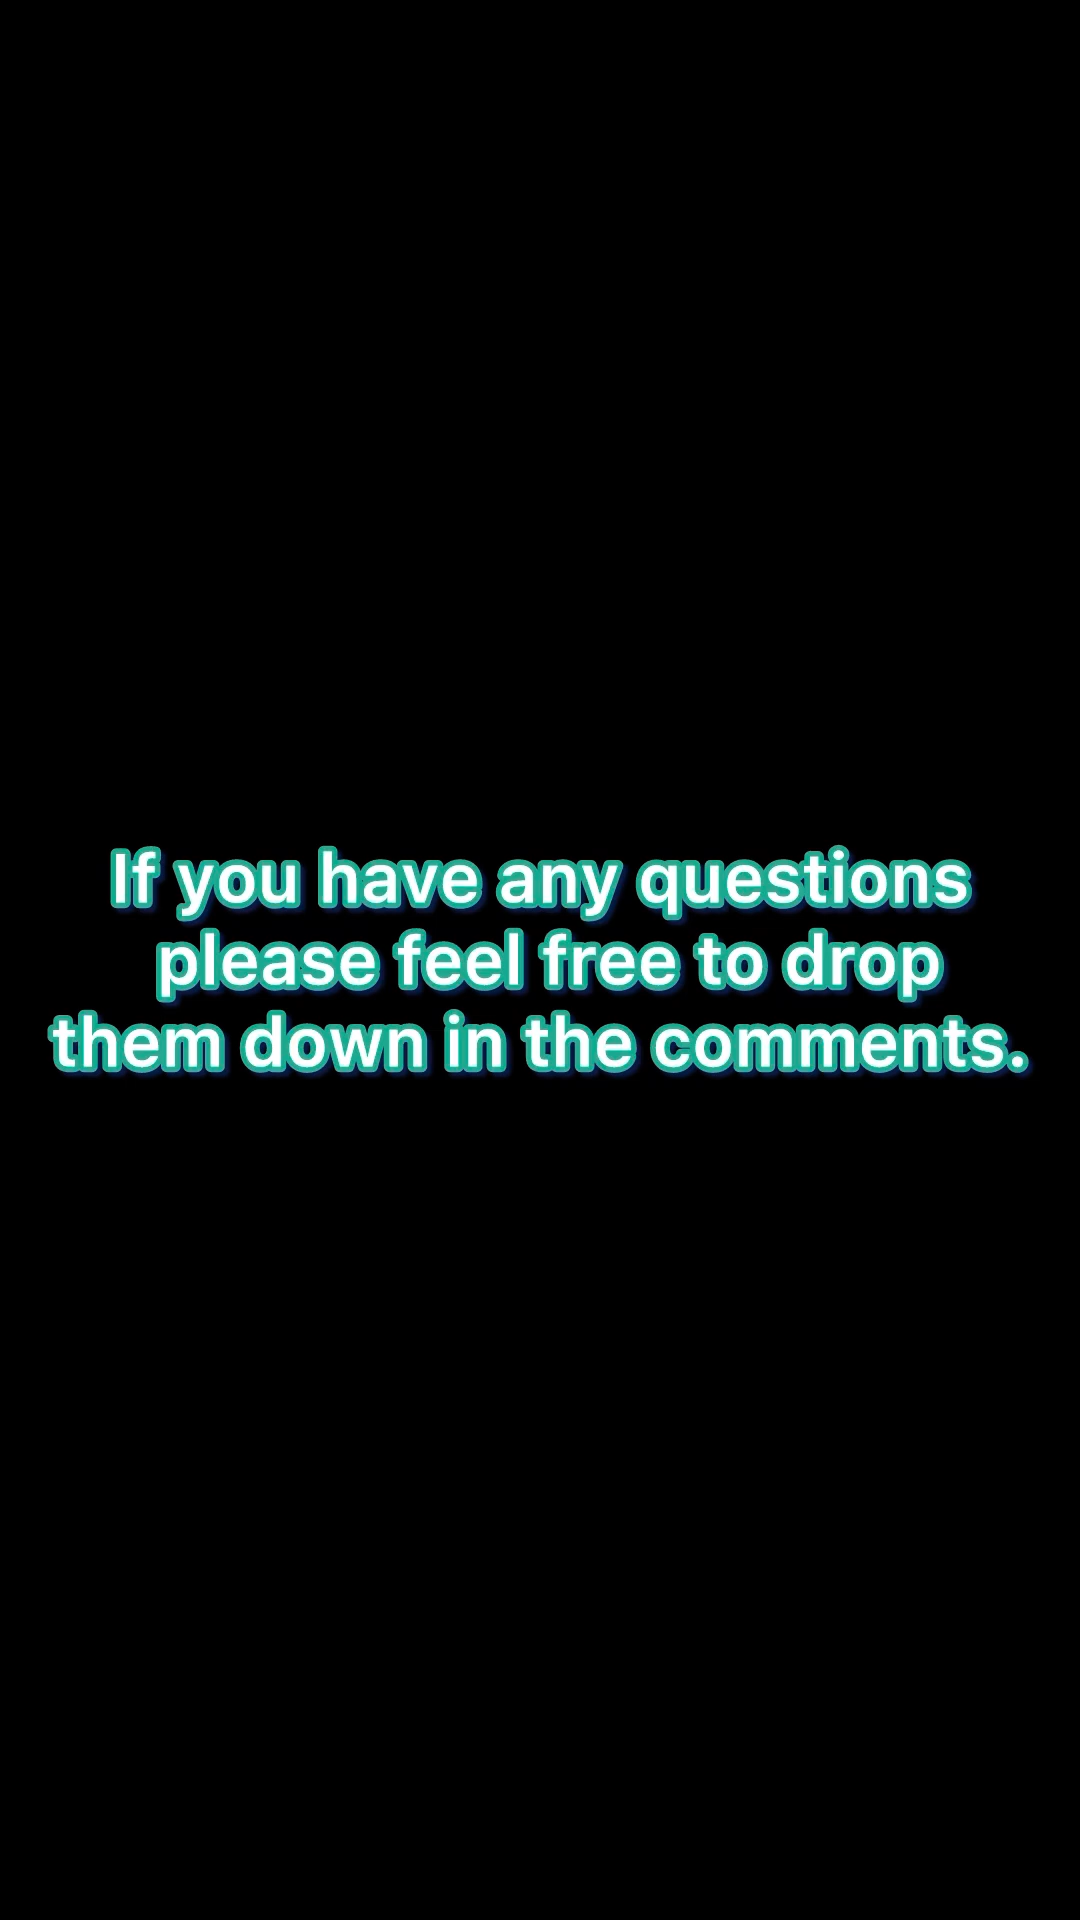 If you have any questions
please feel free to drop
them down in the comments.